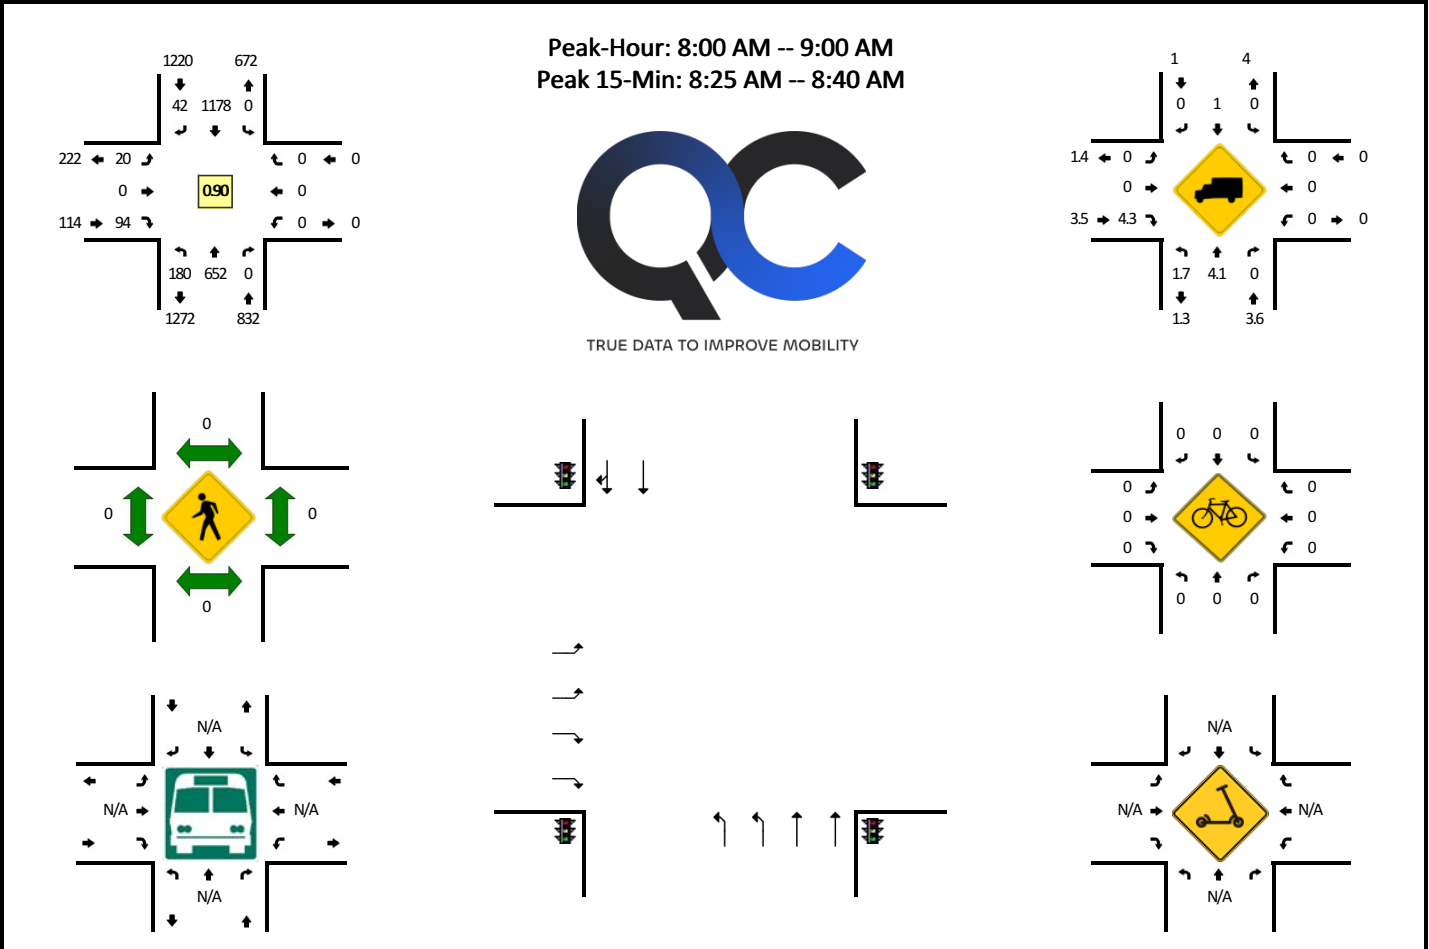 Peak-Hour: 8:00 AM -- 9:00 AM
Peak 15-Min: 8:25 AM -- 8:40 AM
1220 672
42 1178 0
222 20 0 0
0 0.90 0
114 94 0 0
180 652 0
1272 832
QC
TRUE DATA TO IMPROVE MOBILITY
1 4
0 1 0
1.4 0 0 0
0 0
3.5 4.3 0 0
1.7 4.1 0
1.3 3.6
0
0 0
0
0 0 0
0 0
0 0
0 0
0 0 0
N/A
N/A N/A
N/A
N/A
N/A N/A
N/A